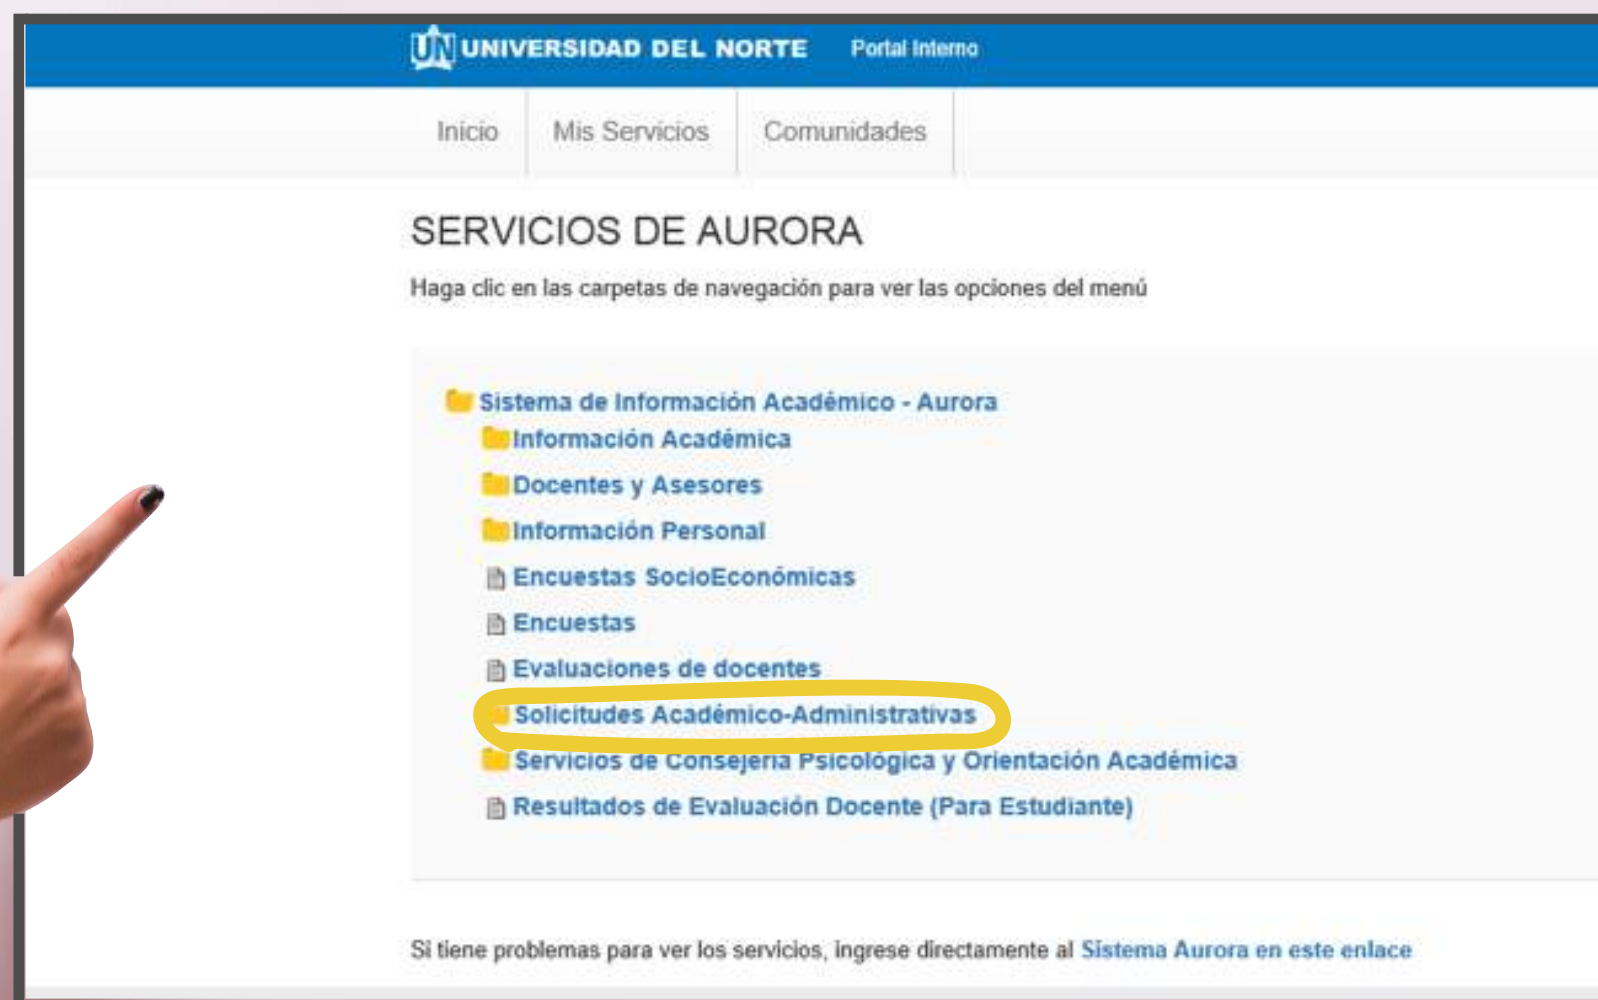 UN UNIVERSIDAD DEL NORTE Portal Interno
Inicio Mis Servicios Comunidades
SERVICIOS DE AURORA
Haga clic en las carpetas de navegación para ver las opciones del menú
Sistema de Información Académico - Aurora
Información Académica
Docentes y Asesores
Información Personal
Encuestas SocioEconómicas
Encuestas
Evaluaciones de docentes
Solicitudes Académico-Administrativas
Servicios de Consejería Psicológica y Orientación Académica
Resultados de Evaluación Docente (Para Estudiante)
Si tiene problemas para ver los servicios, ingrese directamente al Sistema Aurora en este enlace